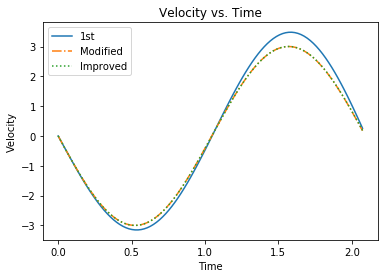 Velocity vs. Time
1st
Modified
Improved
3
2
1
0
−1
−2
−3
Velocity
0.0 0.5 1.0 1.5 2.0
Time